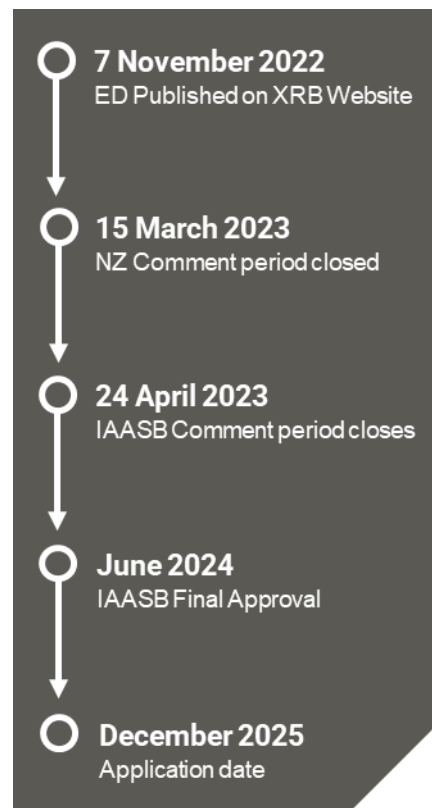 7 November 2022
ED Published on XRB Website
15 March 2023
NZ Comment period closed
24 April 2023
IAASB Comment period closes
June 2024
IAASB Final Approval
December 2025
Application date